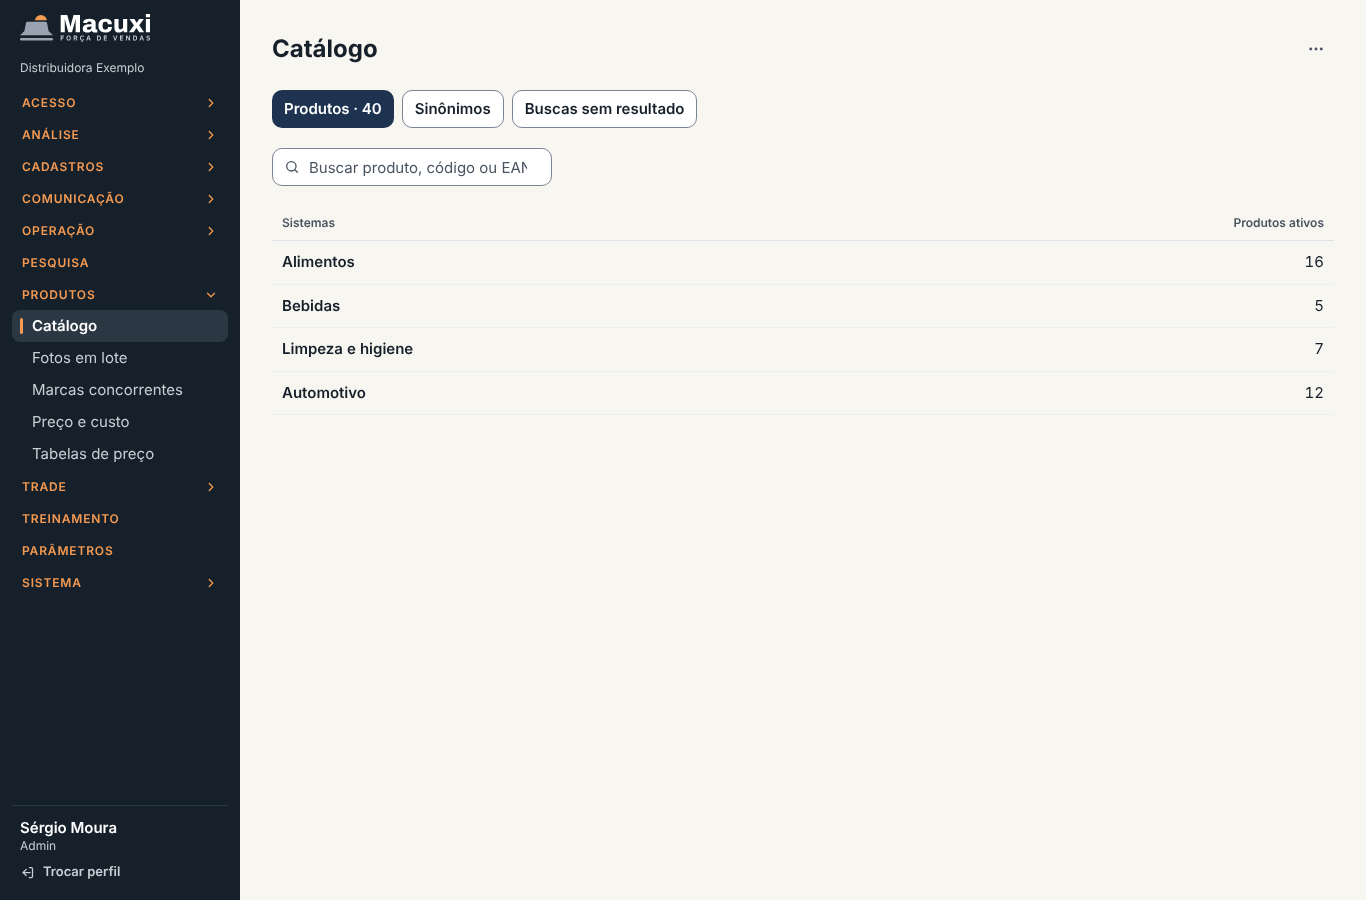 Macuxi
FORÇA DE VENDAS
Distribuidora Exemplo
ACESSO
ANÁLISE
CADASTROS
COMUNICAÇÃO
OPERAÇÃO
PESQUISA
PRODUTOS
Catálogo
Fotos em lote
Marcas concorrentes
Preço e custo
Tabelas de preço
TRADE
TREINAMENTO
PARÂMETROS
SISTEMA
Sérgio Moura
Admin
Trocar perfil
Catálogo
Produtos · 40 Sinônimos Buscas sem resultado
Buscar produto, código ou EAN
Sistemas Produtos ativos
Alimentos 16
Bebidas 5
Limpeza e higiene 7
Automotivo 12